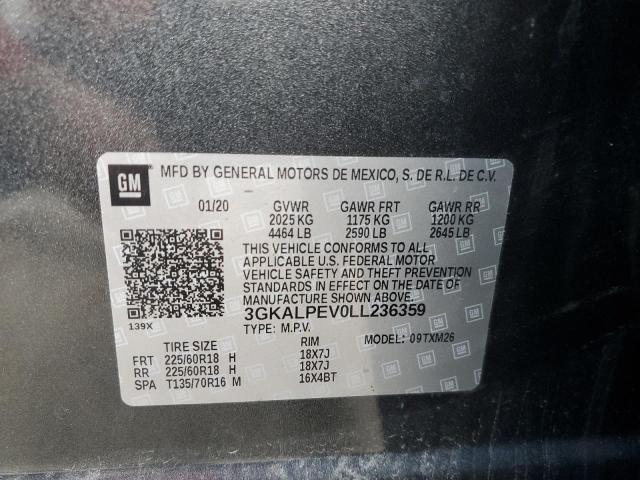 GM
MFD BY GENERAL MOTORS DE MEXICO, S. DE R.L. DE C.V.
01/20 GVWR GAWR FRT GAWR RR
2025 KG 1175 KG 1200 KG
4464 LB 2590 LB 2645 LB
THIS VEHICLE CONFORMS TO ALL
APPLICABLE U.S. FEDERAL MOTOR
VEHICLE SAFETY AND THEFT PREVENTION
STANDARDS IN EFFECT ON THE DATE OF
MANUFACTURE SHOWN ABOVE.
139X
3GKALPEV0LL236359
TYPE: M.P.V. MODEL: 09TXM26
TIRE SIZE RIM
FRT 225/60R18 H 18X7J
RR 225/60R18 H 18X7J
SPA T135/70R16 M 16X4BT